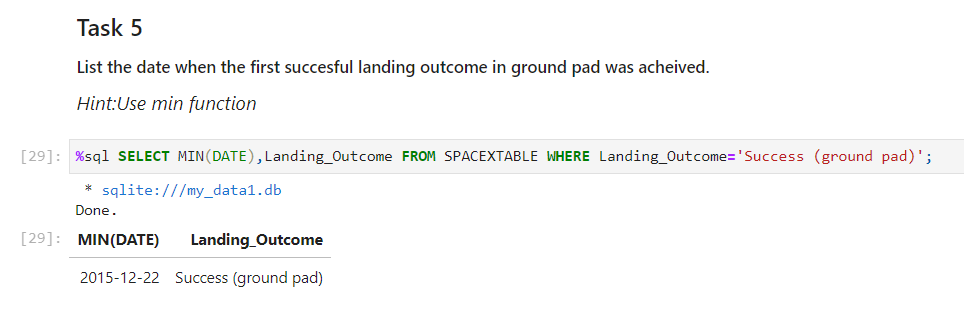 Task 5
List the date when the first succesful landing outcome in ground pad was acheived.
Hint:Use min function
[29]: %sql SELECT MIN(DATE),Landing_Outcome FROM SPACEXTABLE WHERE Landing_Outcome='Success (ground pad)';
* sqlite:///my_data1.db
Done.
[29]: MIN(DATE) Landing_Outcome
2015-12-22 Success (ground pad)